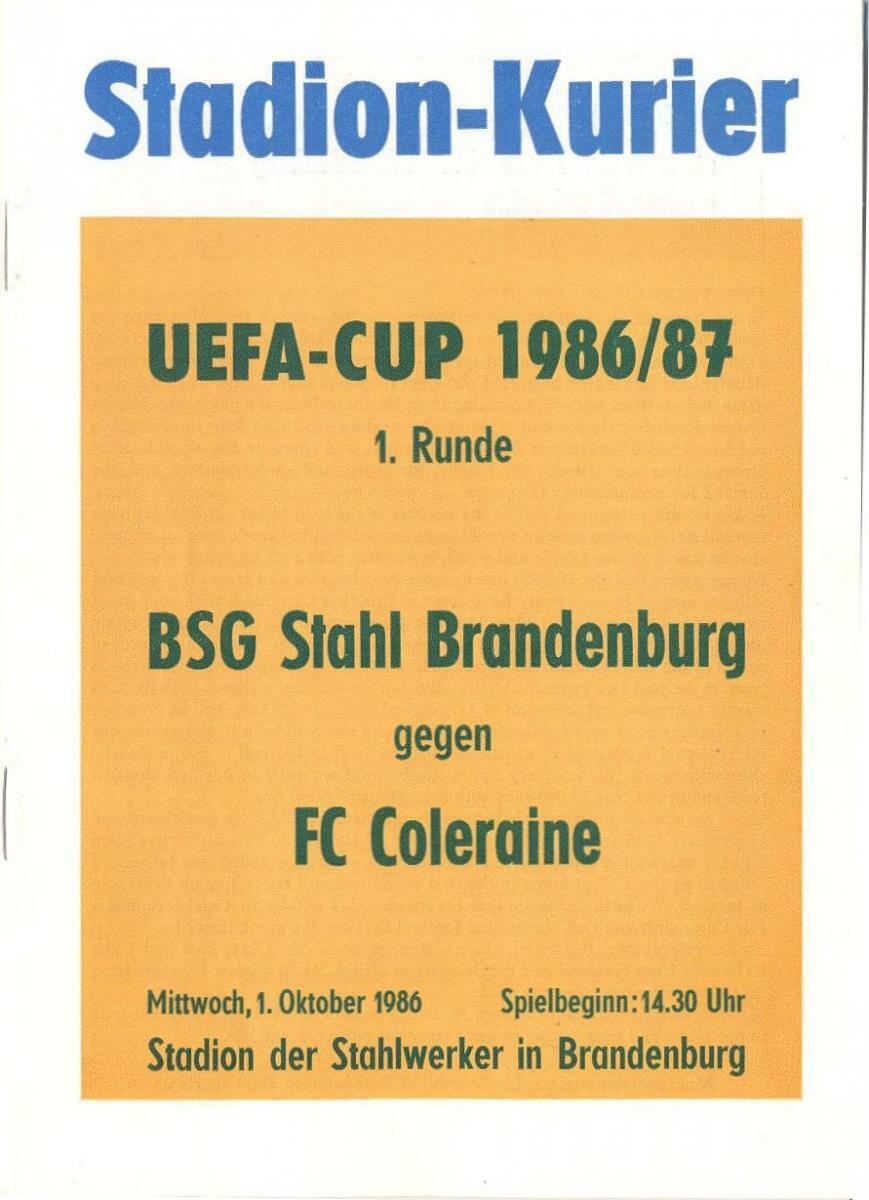 Stadion-Kurier
UEFA-CUP 1986/87
1. Runde
BSG Stahl Brandenburg
gegen
FC Coleraine
Mittwoch, 1. Oktober 1986 Spielbeginn: 14.30 Uhr
Stadion der Stahlwerker in Brandenburg